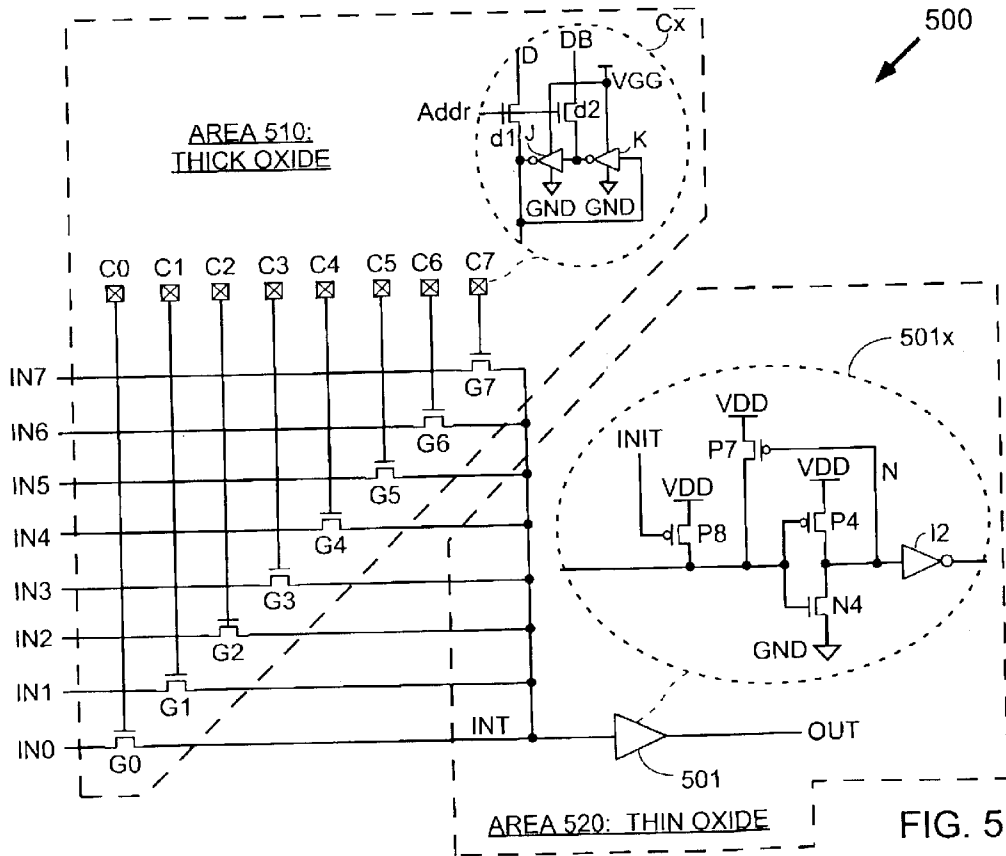 500
Cx
D DB
VGG
Addr
d1 J d2 K
GND GND
AREA 510:
THICK OXIDE
C0 C1 C2 C3 C4 C5 C6 C7
501x
IN7
G7
IN6
G6
IN5
G5
IN4
G4
IN3
G3
IN2
G2
IN1
G1
IN0
G0
INT
VDD
INIT
P7
N
VDD
VDD
P8
P4
I2
N4
GND
OUT
501
AREA 520: THIN OXIDE
FIG. 5